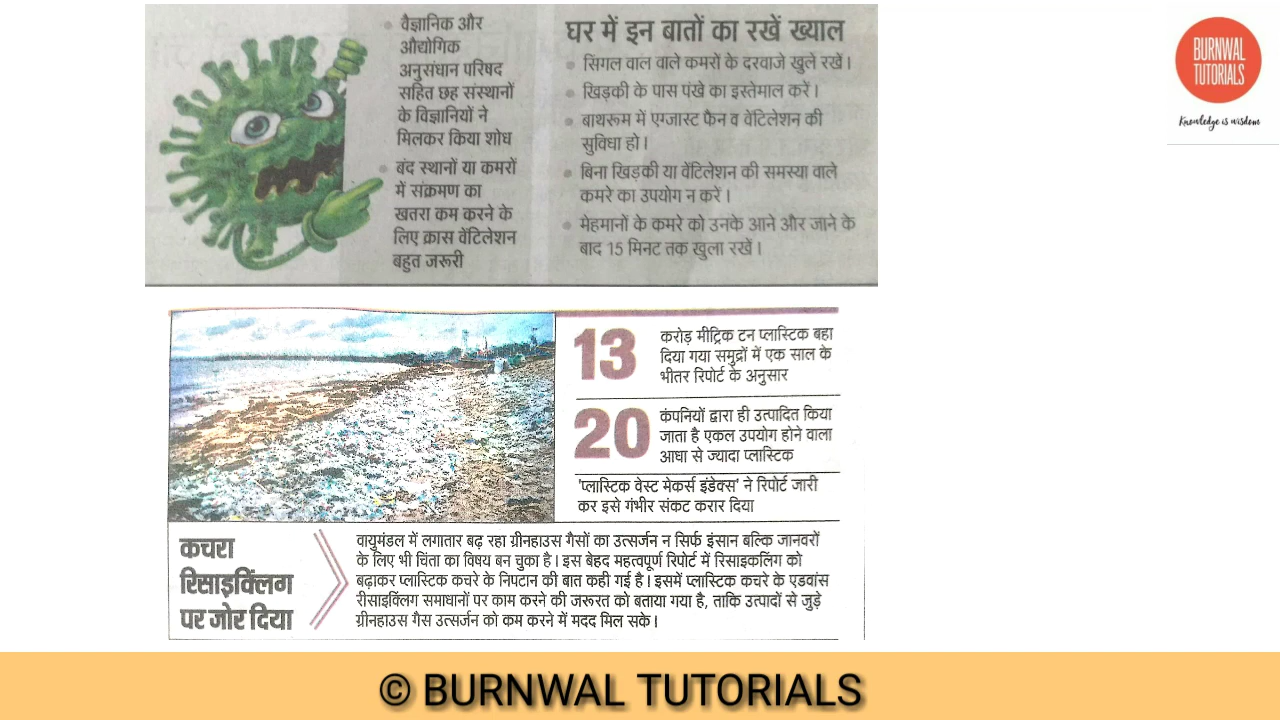 वैज्ञानिक और
औद्योगिक
अनुसंधान परिषद
सहित छह संस्थानों
के विज्ञानियों ने
मिलकर किया शोध
बंद स्थानों या कमरों
में संक्रमण का
खतरा कम करने के
लिए क्रास वेंटिलेशन
बहुत जरूरी
घर में इन बातों का रखें ख्याल
सिंगल वाल वाले कमरों के दरवाजे खुले रखें।
खिड़की के पास पंखे का इस्तेमाल करें।
बाथरूम में एग्जास्ट फैन व वेंटिलेशन की
सुविधा हो।
बिना खिड़की या वेंटिलेशन की समस्या वाले
कमरे का उपयोग न करें।
मेहमानों के कमरे को उनके आने और जाने के
बाद 15 मिनट तक खुला रखें।
BURNWAL
TUTORIALS
Knowledge is wisdom
13
करोड़ मीट्रिक टन प्लास्टिक बहा
दिया गया समुद्रों में एक साल के
भीतर रिपोर्ट के अनुसार
20
कंपनियों द्वारा ही उत्पादित किया
जाता है एकल उपयोग होने वाला
आधा से ज्यादा प्लास्टिक
'प्लास्टिक वेस्ट मेकर्स इंडेक्स' ने रिपोर्ट जारी
कर इसे गंभीर संकट करार दिया
कचरा
रिसाइक्लिंग
पर जोर दिया
वायुमंडल में लगातार बढ़ रहा ग्रीनहाउस गैसों का उत्सर्जन न सिर्फ इंसान बल्कि जानवरों
के लिए भी चिंता का विषय बन चुका है। इस बेहद महत्वपूर्ण रिपोर्ट में रिसाइकलिंग को
बढ़ाकर प्लास्टिक कचरे के निपटान की बात कही गई है। इसमें प्लास्टिक कचरे के एडवांस
रीसाइक्लिंग समाधानों पर काम करने की जरूरत को बताया गया है, ताकि उत्पादों से जुड़े
ग्रीनहाउस गैस उत्सर्जन को कम करने में मदद मिल सके।
© BURNWAL TUTORIALS